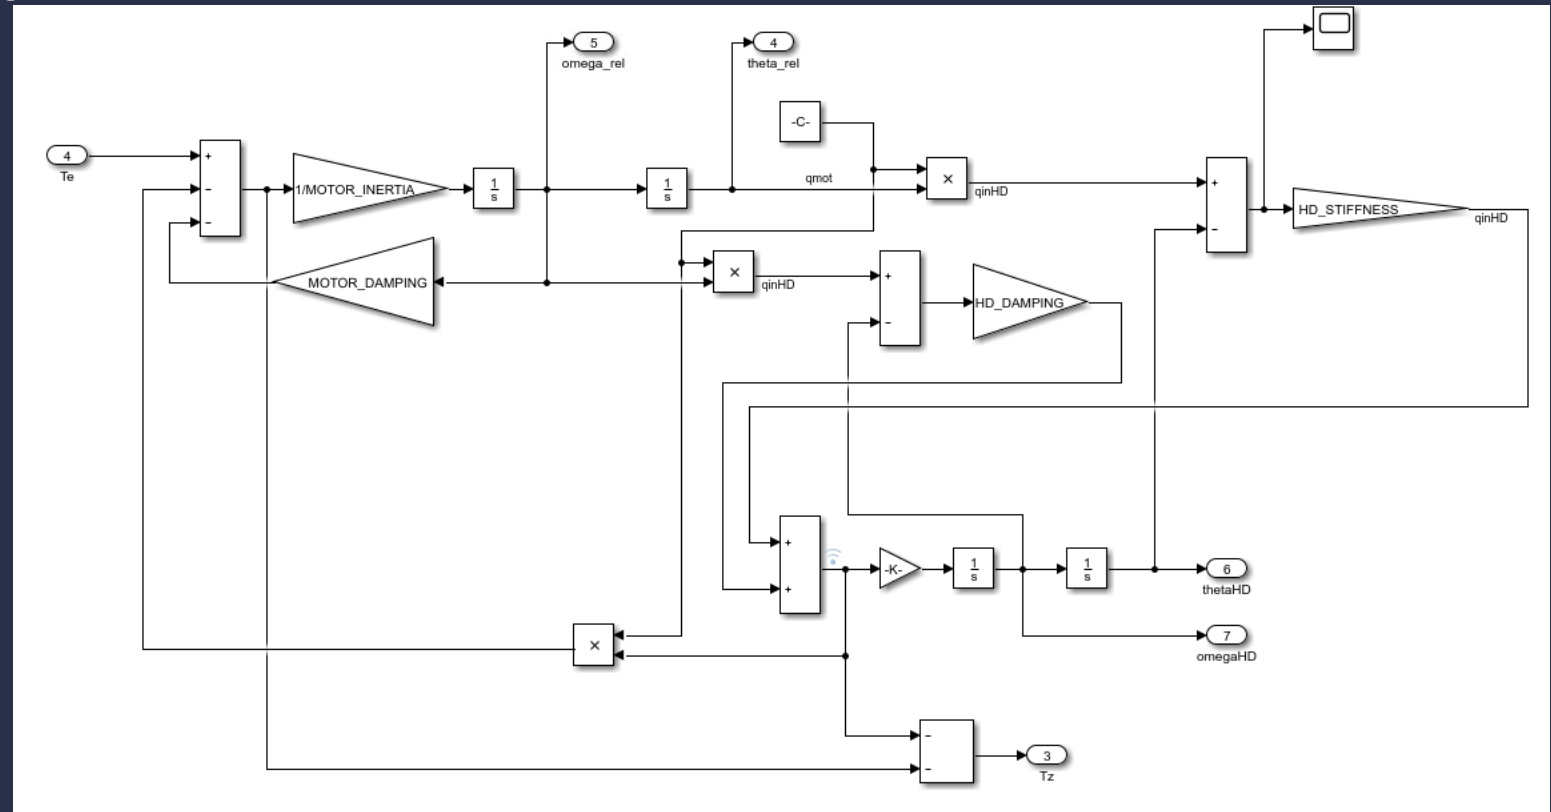 5
omega_rel
4
theta_rel
-C-
4
Te
+
−
−
1/MOTOR_INERTIA
1
s
1
s
qmot
×
qinHD
+
−
HD_STIFFNESS
qinHD
MOTOR_DAMPING
×
qinHD
+
−
HD_DAMPING
+
+
-K-
1
s
1
s
6
thetaHD
×
7
omegaHD
−
−
3
Tz